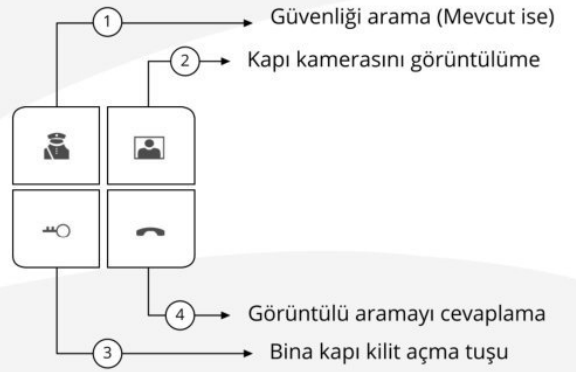 1 Güvenliği arama (Mevcut ise)
2 Kapı kamerasını görüntülüme
4 Görüntülü aramayı cevaplama
3 Bina kapı kilit açma tuşu